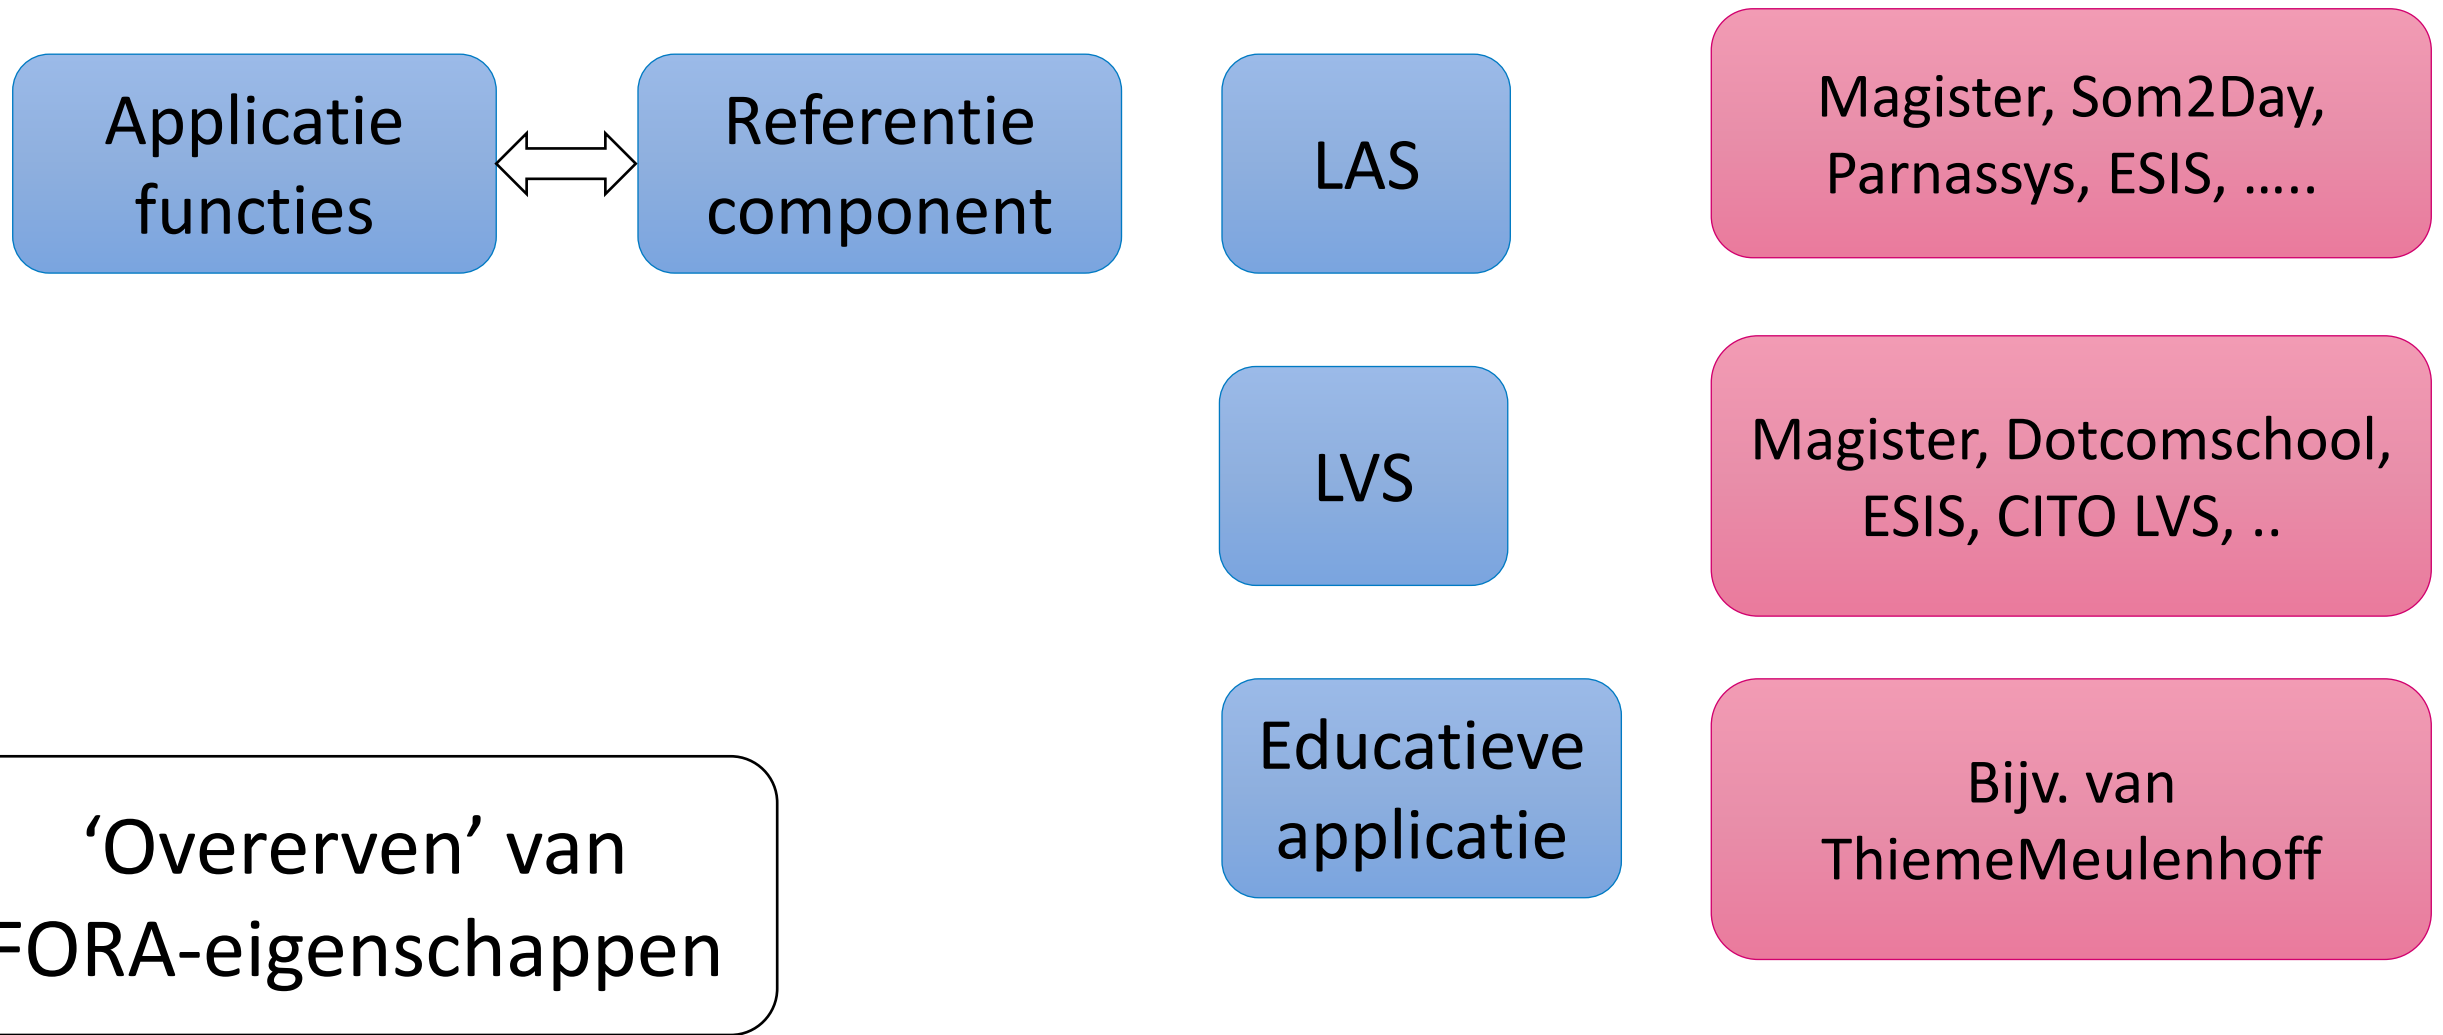 Applicatie
functies
Referentie
component
LAS
Magister, Som2Day,
Parnassys, ESIS, …..
LVS
Magister, Dotcomschool,
ESIS, CITO LVS, ..
Educatieve
applicatie
Bijv. van
ThiemeMeulenhoff
‘Overerven’ van
FORA-eigenschappen